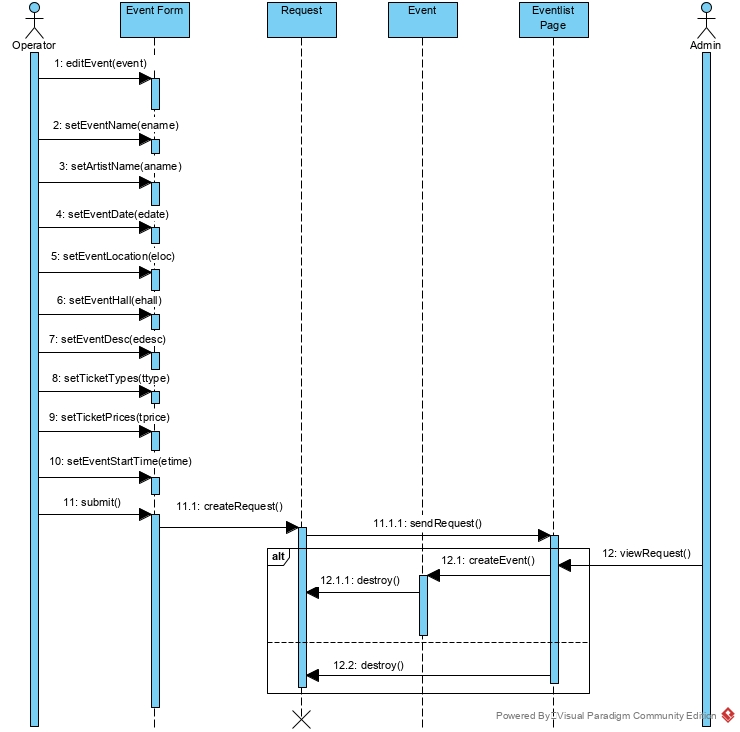 Event Form
Request
Event
Eventlist
Page
Operator
Admin
1: editEvent(event)
2: setEventName(ename)
3: setArtistName(aname)
4: setEventDate(edate)
5: setEventLocation(eloc)
6: setEventHall(ehall)
7: setEventDesc(edesc)
8: setTicketTypes(ttype)
9: setTicketPrices(tprice)
10: setEventStartTime(etime)
11: submit()
11.1: createRequest()
11.1.1: sendRequest()
alt
12: viewRequest()
12.1: createEvent()
12.1.1: destroy()
12.2: destroy()
Powered By Visual Paradigm Community Edition